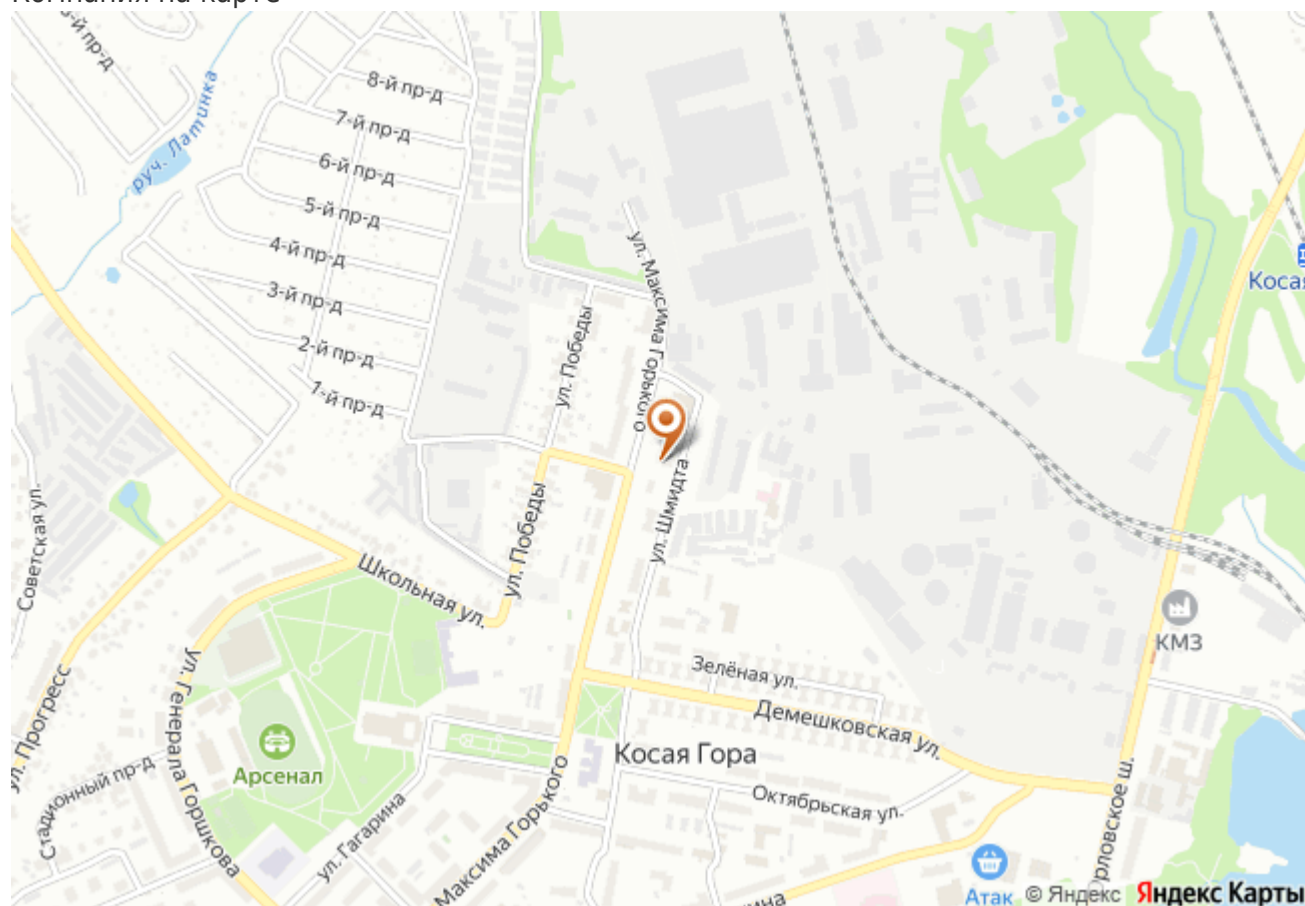 Компания на карте
8-й пр-д
руч. Латинка
7-й пр-д
6-й пр-д
5-й пр-д
4-й пр-д
3-й пр-д
2-й пр-д
1-й пр-д
ул. Максима Горького
ул. Победы
Советская ул.
ул. Победы
ул. Шмидта
Школьная ул.
КМЗ
Зелёная ул.
Демешковская ул.
ул. Прогресс
ул. Генерала Горшкова
Арсенал
Косая Гора
Стадионный пр-д
Октябрьская ул.
ул. Гагарина
Максима Горького
Орловское ш.
Атак
© Яндекс Яндекс Карты